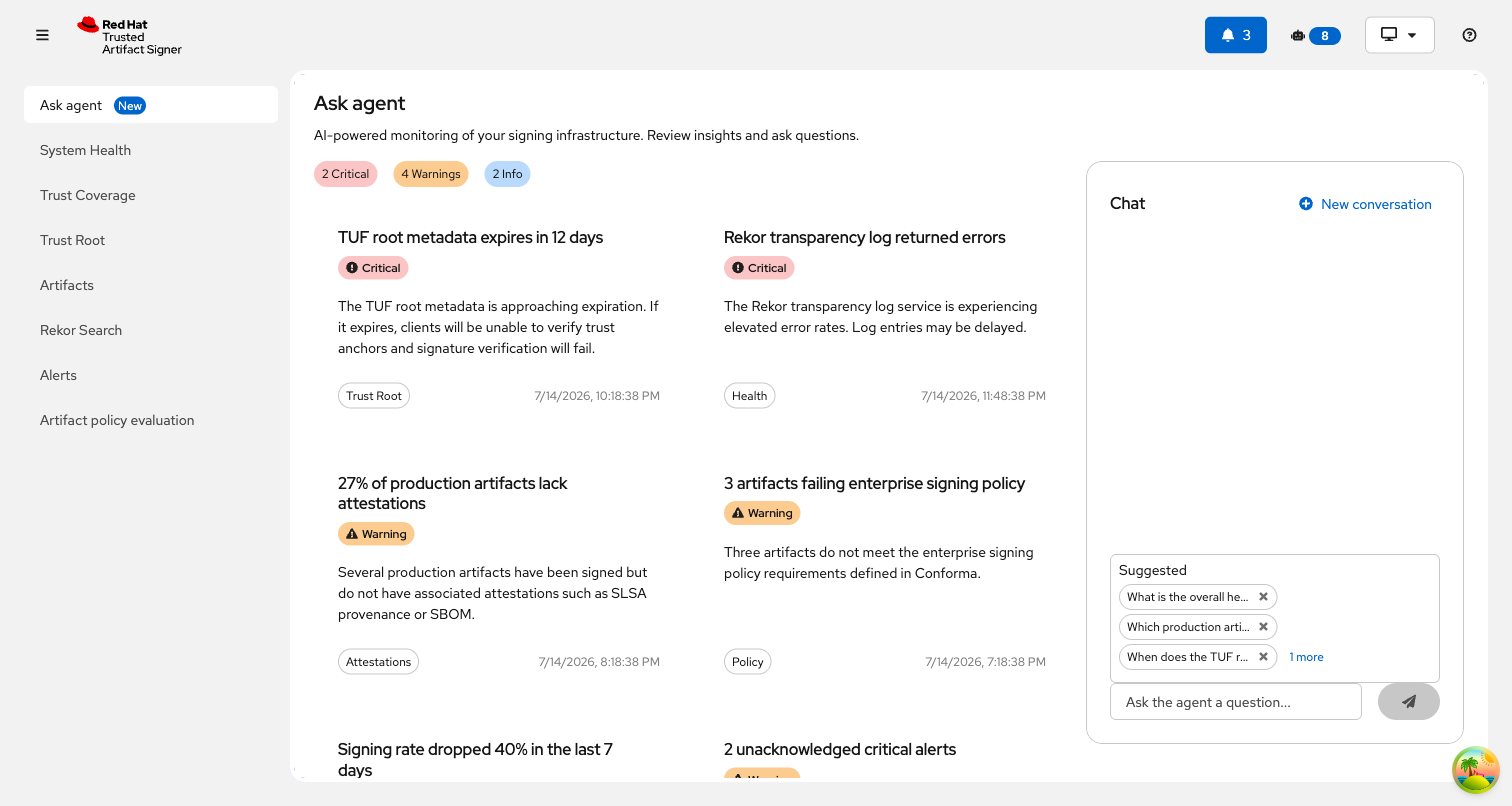 Red Hat
Trusted
Artifact Signer
3
8
Ask agent New
System Health
Trust Coverage
Trust Root
Artifacts
Rekor Search
Alerts
Artifact policy evaluation
Ask agent
AI-powered monitoring of your signing infrastructure. Review insights and ask questions.
2 Critical 4 Warnings 2 Info
TUF root metadata expires in 12 days
Critical
The TUF root metadata is approaching expiration. If
it expires, clients will be unable to verify trust
anchors and signature verification will fail.
Trust Root 7/14/2026, 10:18:38 PM
Rekor transparency log returned errors
Critical
The Rekor transparency log service is experiencing
elevated error rates. Log entries may be delayed.
Health 7/14/2026, 11:48:38 PM
27% of production artifacts lack
attestations
Warning
Several production artifacts have been signed but
do not have associated attestations such as SLSA
provenance or SBOM.
Attestations 7/14/2026, 8:18:38 PM
3 artifacts failing enterprise signing policy
Warning
Three artifacts do not meet the enterprise signing
policy requirements defined in Conforma.
Policy 7/14/2026, 7:18:38 PM
Signing rate dropped 40% in the last 7
days
2 unacknowledged critical alerts
Chat
New conversation
Suggested
What is the overall he...
Which production arti...
When does the TUF r...
1 more
Ask the agent a question...